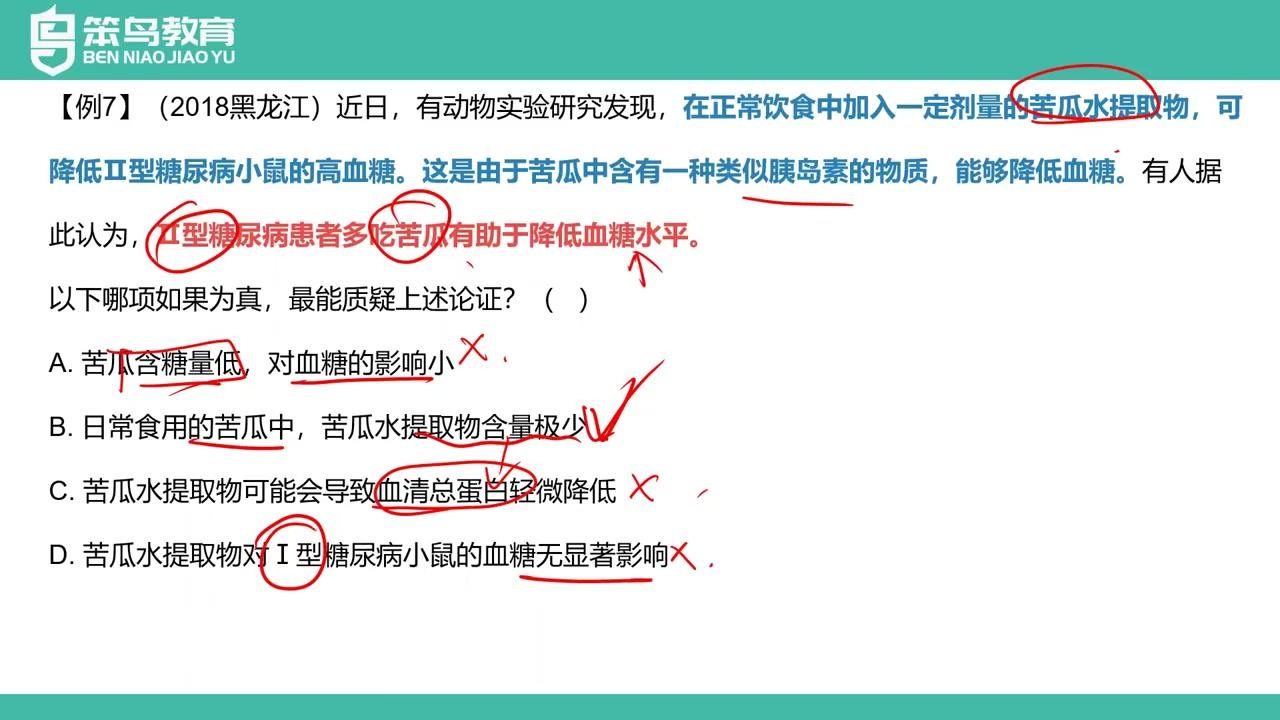 笨鸟教育
BEN NIAO JIAO YU
【例7】（2018黑龙江）近日，有动物实验研究发现，在正常饮食中加入一定剂量的苦瓜水提取物，可
降低Ⅱ型糖尿病小鼠的高血糖。这是由于苦瓜中含有一种类似胰岛素的物质，能够降低血糖。有人据
此认为，Ⅱ型糖尿病患者多吃苦瓜有助于降低血糖水平。
以下哪项如果为真，最能质疑上述论证？（ ）
A. 苦瓜含糖量低，对血糖的影响小
B. 日常食用的苦瓜中，苦瓜水提取物含量极少
C. 苦瓜水提取物可能会导致血清总蛋白轻微降低
D. 苦瓜水提取物对Ⅰ型糖尿病小鼠的血糖无显著影响